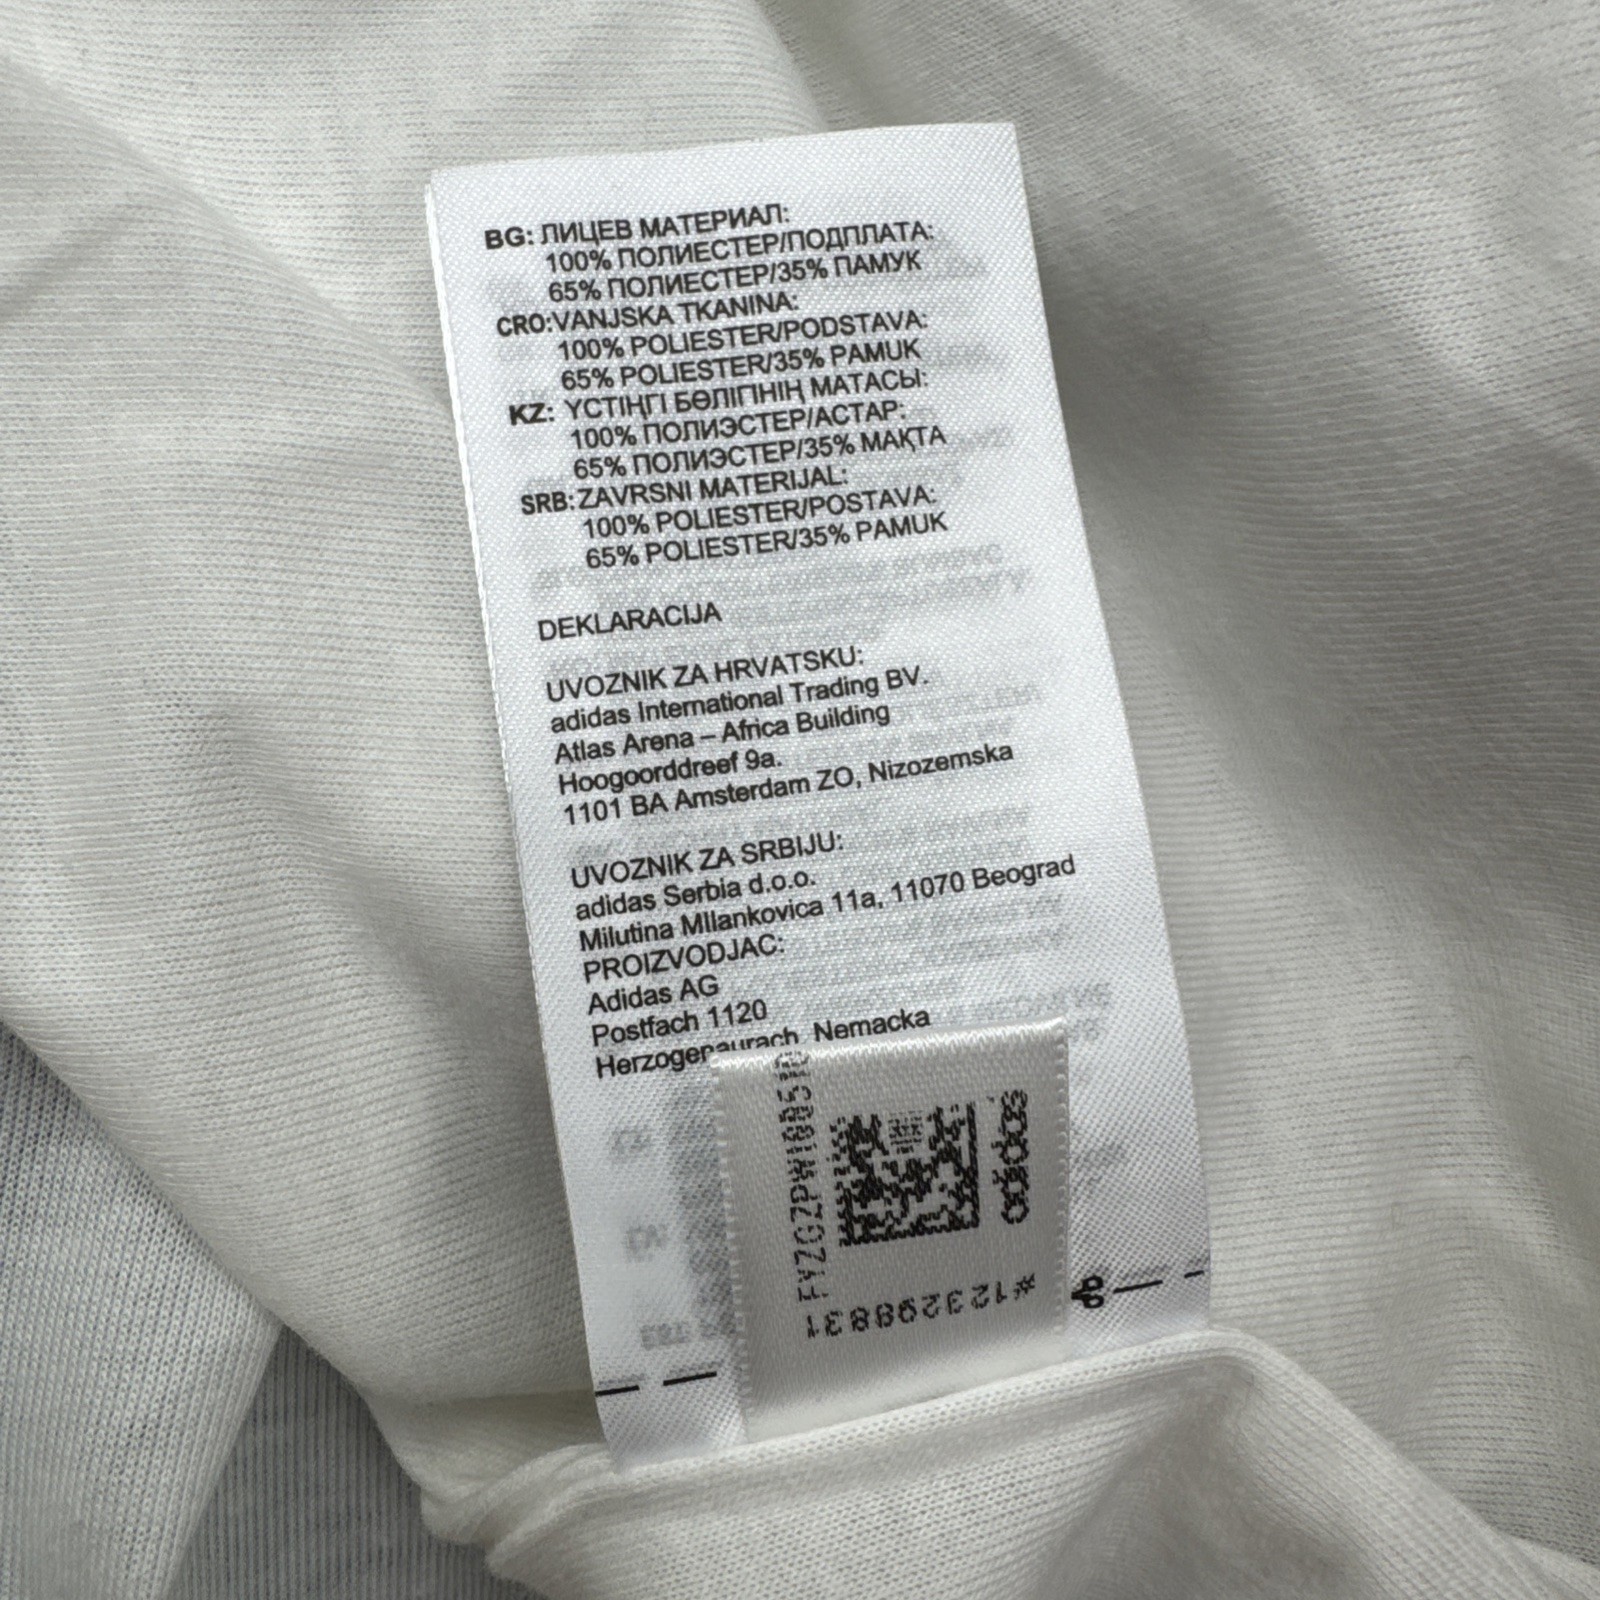 BG: ЛИЦЕВ МАТЕРИАЛ:
100% ПОЛИЕСТЕР/ПОДПЛАТА:
65% ПОЛИЕСТЕР/35% ПАМУК
CRO: VANJSKA TKANINA:
100% POLIESTER/PODSTAVA:
65% POLIESTER/35% PAMUK
KZ: ҮСТІҢГІ БӨЛІГІНІҢ МАТАСЫ:
100% ПОЛИЭСТЕР/АСТАР:
65% ПОЛИЭСТЕР/35% МАҚТА
SRB: ZAVRSNI MATERIJAL:
100% POLIESTER/POSTAVA:
65% POLIESTER/35% PAMUK
DEKLARACIJA
UVOZNIK ZA HRVATSKU:
adidas International Trading BV.
Atlas Arena – Africa Building
Hoogoorddreef 9a.
1101 BA Amsterdam ZO, Nizozemska
UVOZNIK ZA SRBIJU:
adidas Serbia d.o.o.
Milutina MIlankovica 11a, 11070 Beograd
PROIZVODJAC:
Adidas AG
Postfach 1120
Herzogenaurach, Nemacka
adidas
#123298831